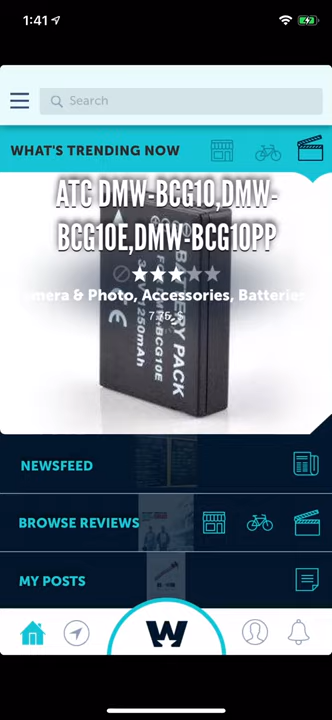 1:41
Search
WHAT'S TRENDING NOW
ATC DMW-BCG10,DMW-
BCG10E,DMW-BCG10PP
mera & Photo, Accessories, Batteries
BATTERY PACK
1250mAh
NEWSFEED
BROWSE REVIEWS
MY POSTS
W